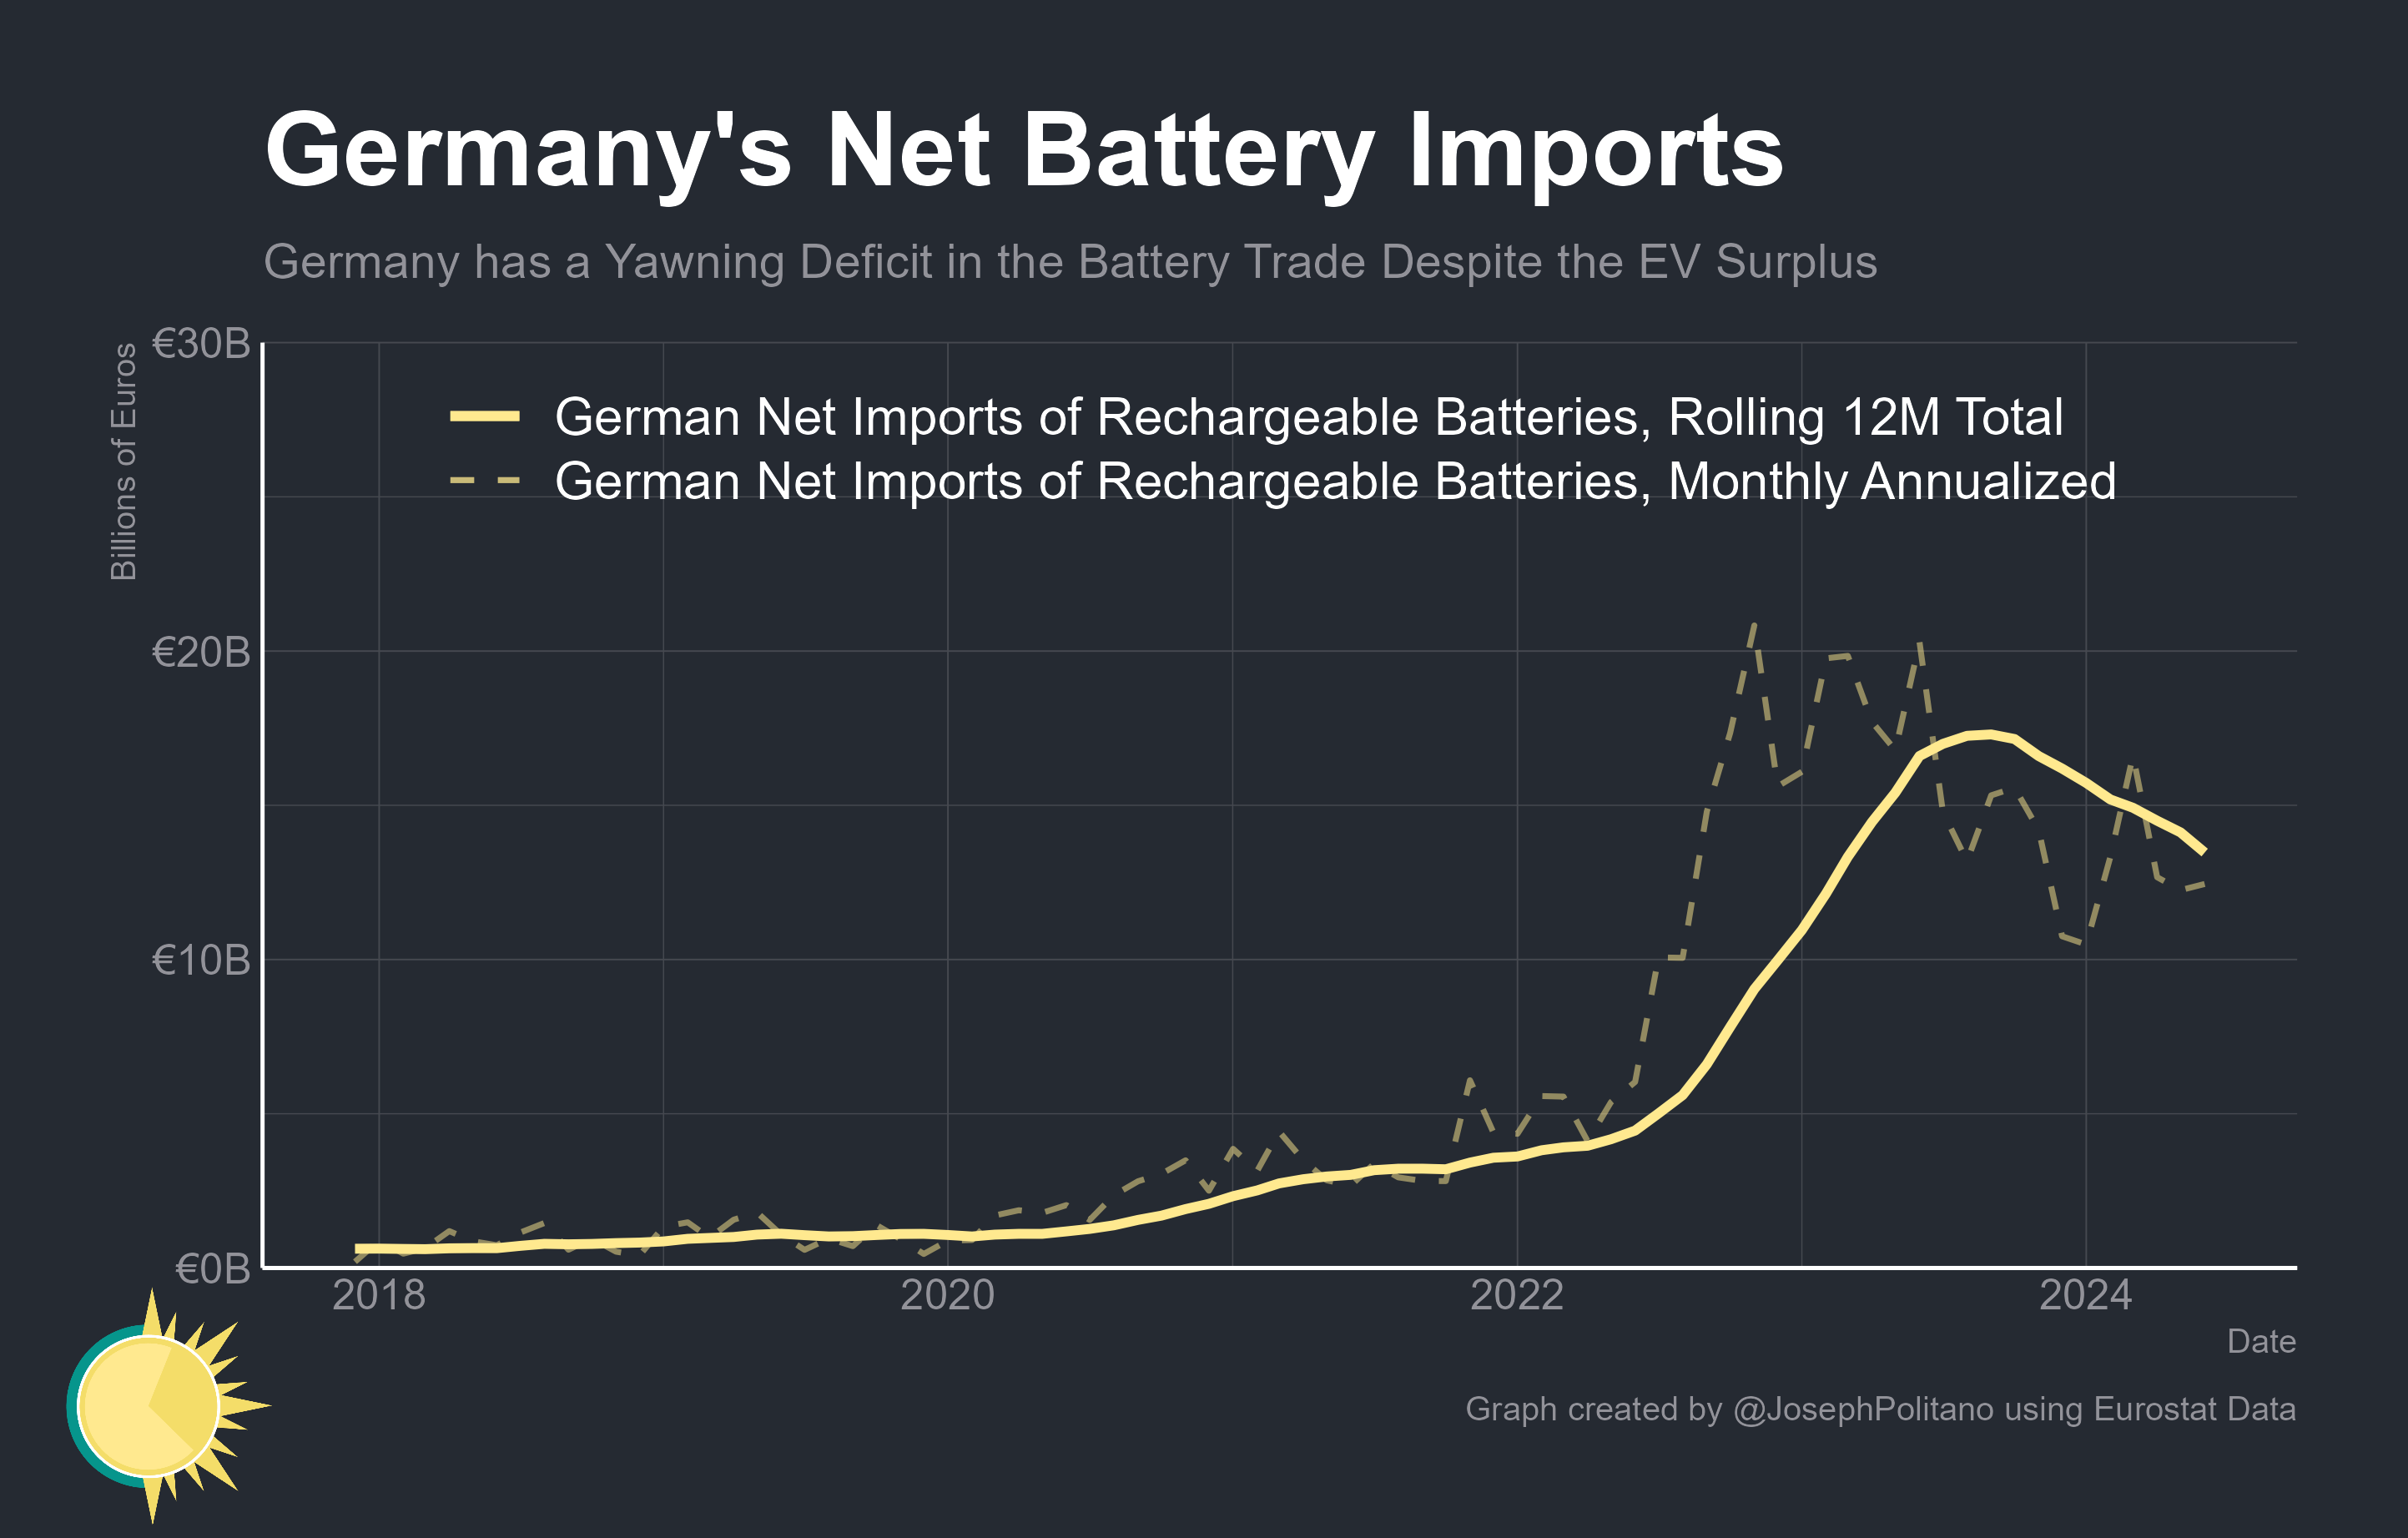 Germany's Net Battery Imports
Germany has a Yawning Deficit in the Battery Trade Despite the EV Surplus
Billions of Euros
€30B
€20B
€10B
€0B
German Net Imports of Rechargeable Batteries, Rolling 12M Total
German Net Imports of Rechargeable Batteries, Monthly Annualized
2018
2020
2022
2024
Date
Graph created by @JosephPolitano using Eurostat Data